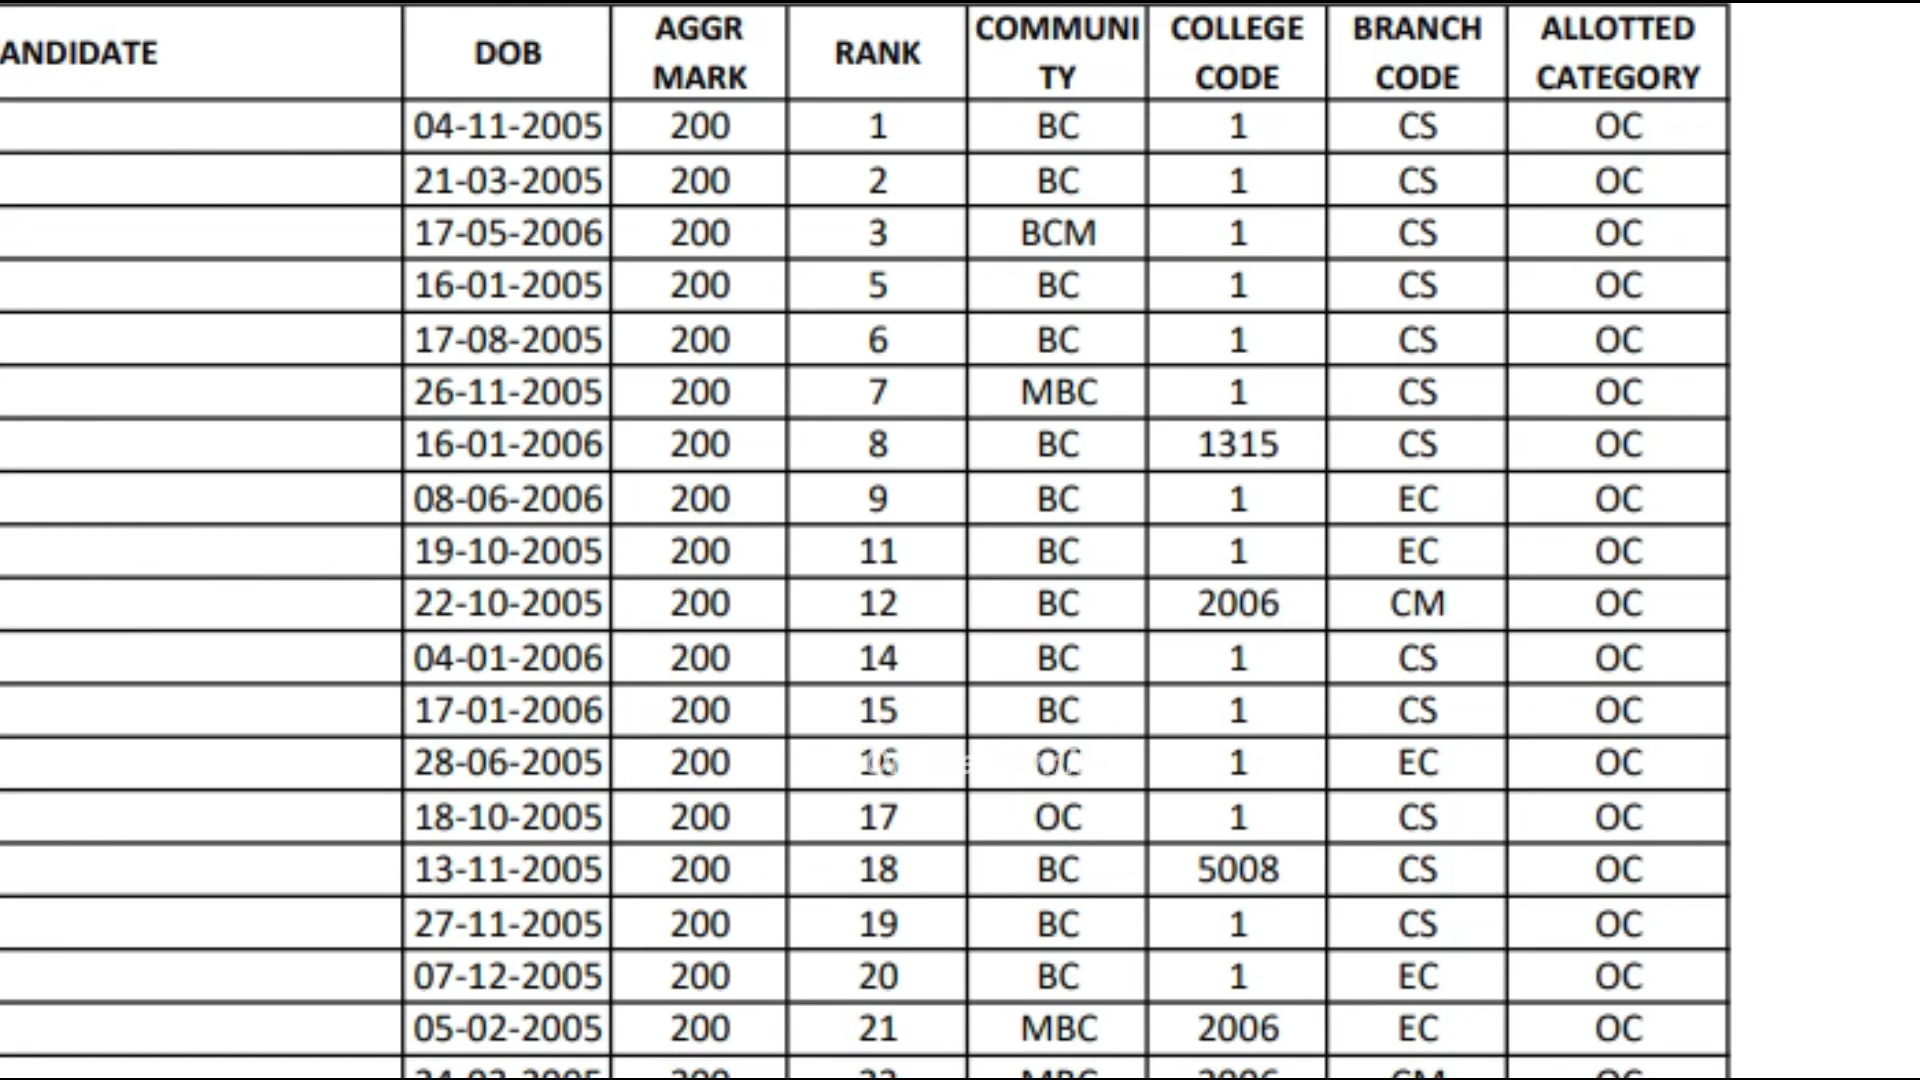 ANDIDATE DOB AGGR MARK RANK COMMUNI TY COLLEGE CODE BRANCH CODE ALLOTTED CATEGORY
04-11-2005 200 1 BC 1 CS OC
21-03-2005 200 2 BC 1 CS OC
17-05-2006 200 3 BCM 1 CS OC
16-01-2005 200 5 BC 1 CS OC
17-08-2005 200 6 BC 1 CS OC
26-11-2005 200 7 MBC 1 CS OC
16-01-2006 200 8 BC 1315 CS OC
08-06-2006 200 9 BC 1 EC OC
19-10-2005 200 11 BC 1 EC OC
22-10-2005 200 12 BC 2006 CM OC
04-01-2006 200 14 BC 1 CS OC
17-01-2006 200 15 BC 1 CS OC
28-06-2005 200 16 OC 1 EC OC
18-10-2005 200 17 OC 1 CS OC
13-11-2005 200 18 BC 5008 CS OC
27-11-2005 200 19 BC 1 CS OC
07-12-2005 200 20 BC 1 EC OC
05-02-2005 200 21 MBC 2006 EC OC